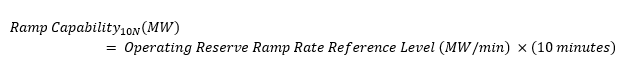 Ramp Capability₁₀N(MW)
= Operating Reserve Ramp Rate Reference Level (MW/min) × (10 minutes)